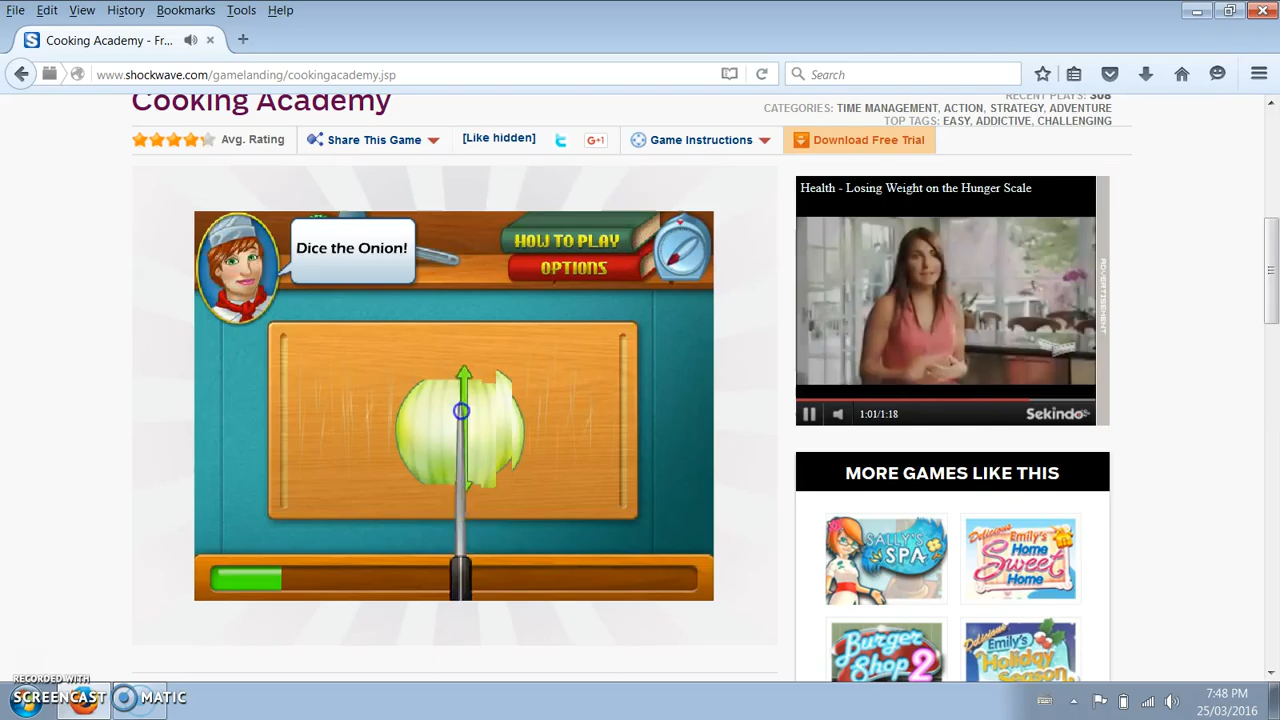 File Edit View History Bookmarks Tools Help
Cooking Academy - Fr...
www.shockwave.com/gamelanding/cookingacademy.jsp
Search
Cooking Academy
RECENT PLAYS: 308
CATEGORIES: TIME MANAGEMENT, ACTION, STRATEGY, ADVENTURE
TOP TAGS: EASY, ADDICTIVE, CHALLENGING
Avg. Rating
Share This Game
[Like hidden]
G+1
Game Instructions
Download Free Trial
Dice the Onion!
HOW TO PLAY
OPTIONS
Health - Losing Weight on the Hunger Scale
ADVERTISEMENT
1:01/1:18
Sekindo
MORE GAMES LIKE THIS
SALLY'S SPA
Delicious Emily's Home Sweet Home
Burger Shop 2
Delicious Emily's Holiday Season
RECORDED WITH
SCREENCAST MATIC
7:48 PM
25/03/2016